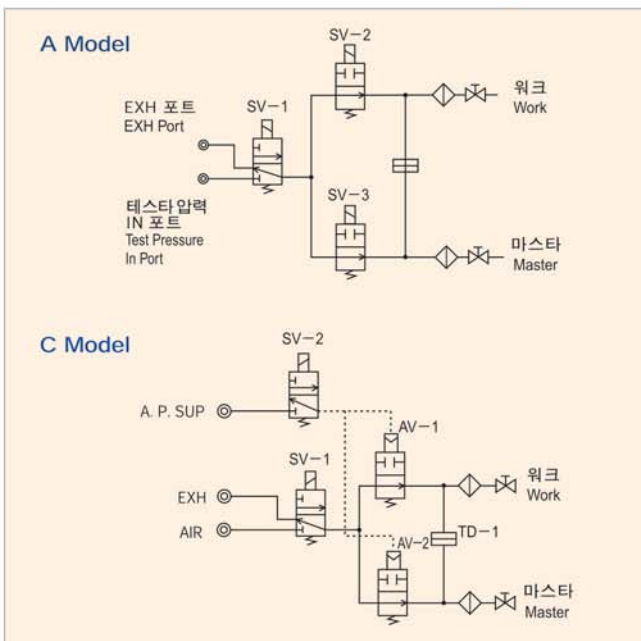 A Model
SV-2
EXH 포트
EXH Port
SV-1
워크
Work
테스타 압력
IN 포트
Test Pressure
In Port
SV-3
마스타
Master
C Model
SV-2
A. P. SUP
AV-1
SV-1
EXH
워크
Work
AIR
AV-2
TD-1
마스타
Master